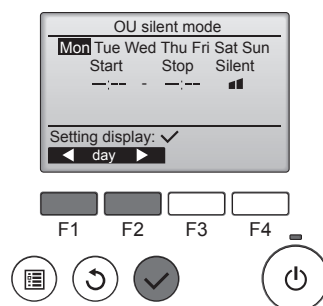 OU silent mode
Mon Tue Wed Thu Fri Sat Sun
Start Stop Silent
--:-- - --:--
Setting display: ✓
◀ day ▶
F1 F2 F3 F4